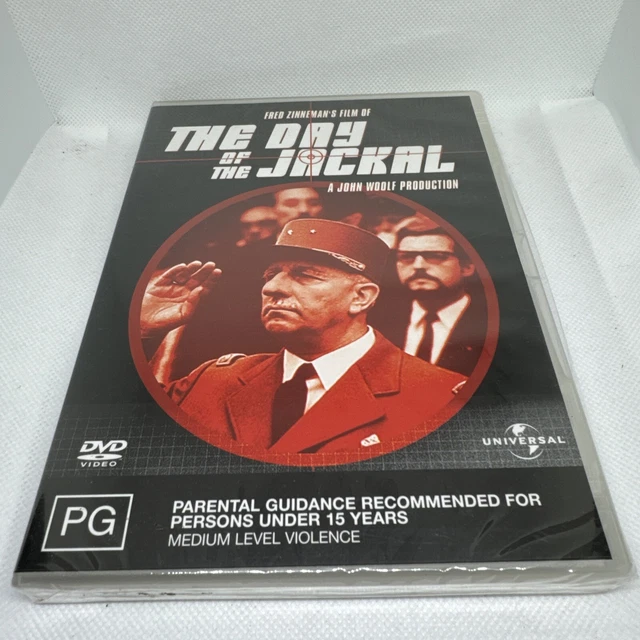 FRED ZINNEMAN'S FILM OF
THE DAY
OF
THE JACKAL
A JOHN WOOLF PRODUCTION
DVD
VIDEO
UNIVERSAL
PG
PARENTAL GUIDANCE RECOMMENDED FOR
PERSONS UNDER 15 YEARS
MEDIUM LEVEL VIOLENCE